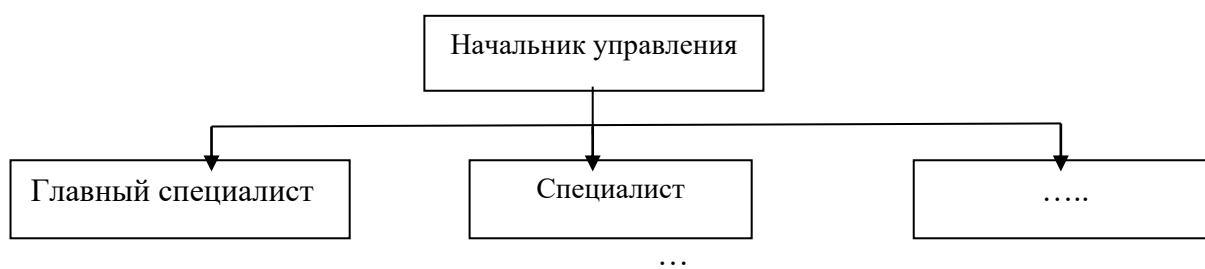 Начальник управления
Главный специалист
Специалист
…..
…